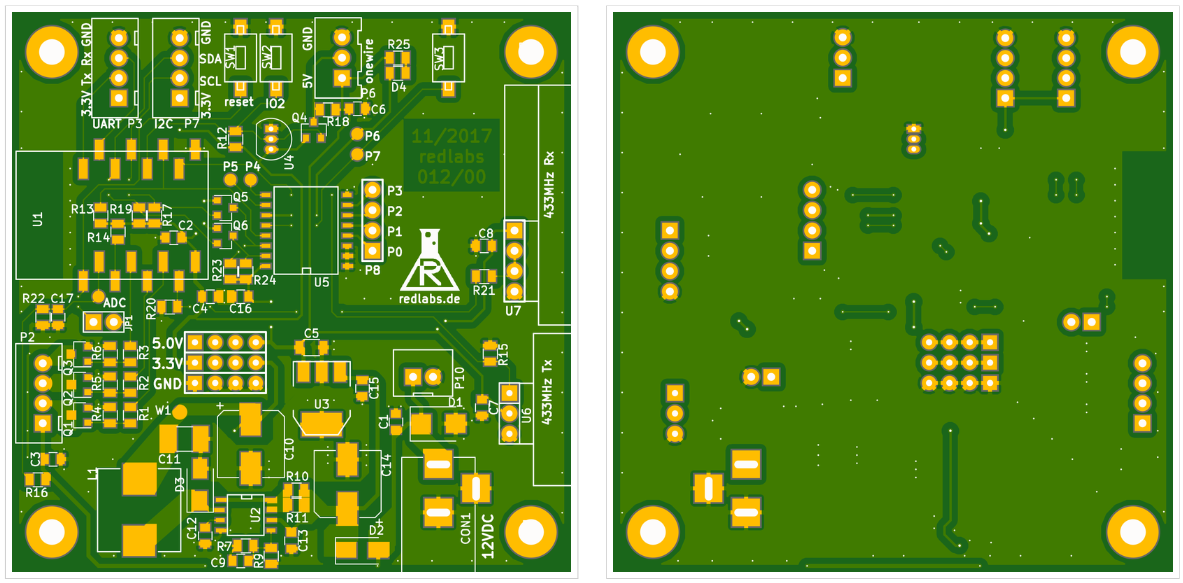 3.3V Tx Rx GND
UART P3
3.3V
SCL
SDA
GND
I2C P7
SW1
SW2
reset
IO2
5V
GND
onewire
P6
R25
D4
SW3
R18
C6
Q4
R12
U4
P6
P7
11/2017
redlabs
012/00
433MHz Rx
P5 P4
U1
R13
R19
R17
R14
C2
Q5
Q6
P3
P2
P1
P0
P8
R23
R24
U5
C8
R21
U7
redlabs.de
R22
C17
ADC
JP1
R20
C4
C16
P2
Q3
R6
R3
Q2
R5
R2
Q1
R4
R1
5.0V
3.3V
GND
C5
W1
U3
C15
P10
R15
433MHz Tx
C1
D1
C7
U6
C3
R16
L1
C11
D3
+
C10
C14
+
R10
R11
U2
C12
R7
C9
R9
C13
D2
CON1
12VDC